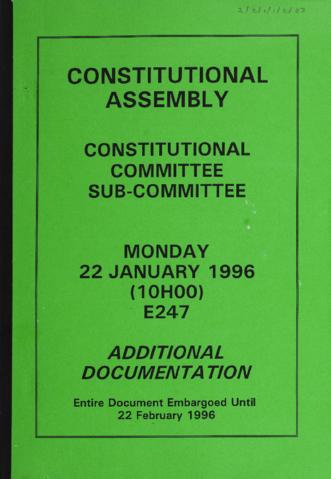 CONSTITUTIONAL
ASSEMBLY
CONSTITUTIONAL
COMMITTEE
SUB-COMMITTEE
MONDAY
22 JANUARY 1996
(10H00)
E247
ADDITIONAL
DOCUMENTATION
Entire Document Embargoed Until
22 February 1996